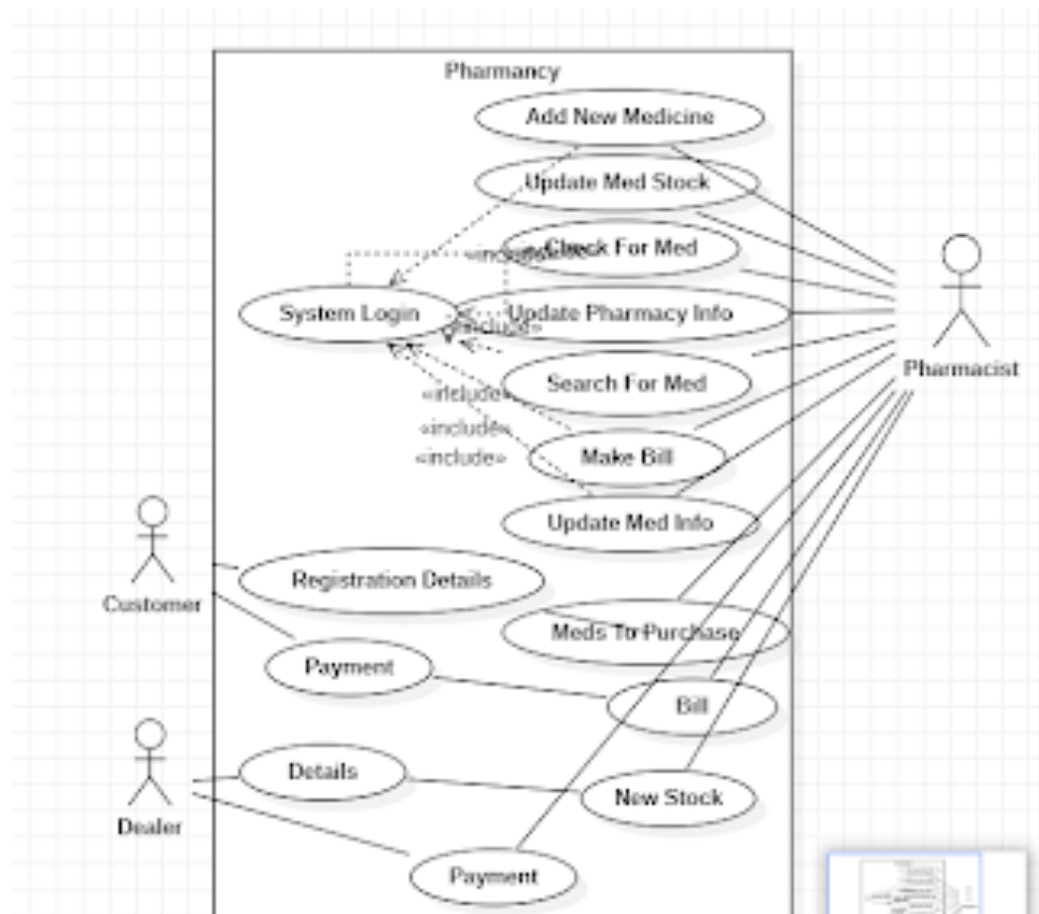 Pharmancy
Add New Medicine
Update Med Stock
Check For Med
«include»
System Login
Update Pharmacy Info
«include»
Pharmacist
Search For Med
«include»
«include»
Make Bill
«include»
Update Med Info
Registration Details
Customer
Meds To Purchase
Payment
Bill
Details
New Stock
Dealer
Payment